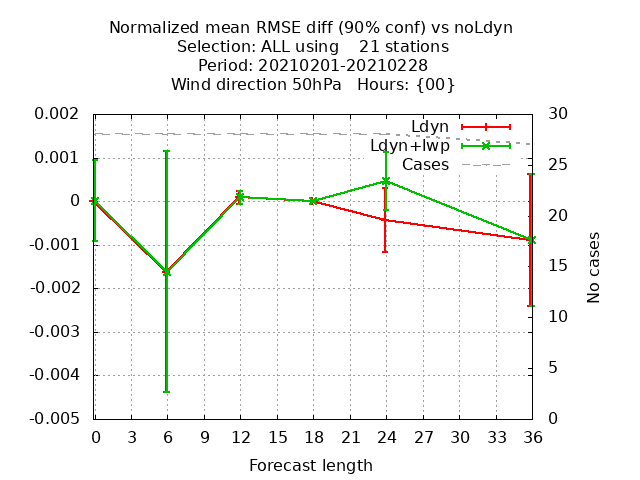 Normalized mean RMSE diff (90% conf) vs noLdyn
Selection: ALL using    21 stations
Period: 20210201-20210228
Wind direction 50hPa   Hours: {00}
0.002
0.001
0
-0.001
-0.002
-0.003
-0.004
-0.005
30
25
20
15
10
5
0
Ldyn
Ldyn+lwp
Cases
No cases
0 3 6 9 12 15 18 21 24 27 30 33 36
Forecast length